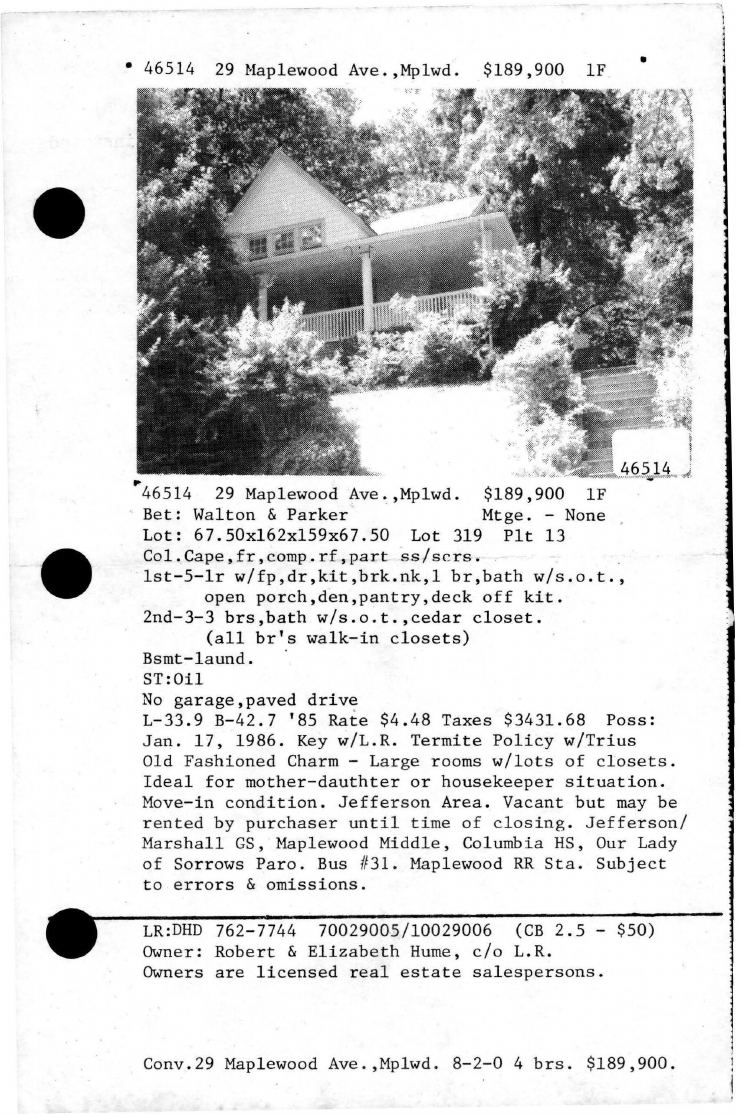 46514 29 Maplewood Ave.,Mplwd. $189,900 1F
46514
46514 29 Maplewood Ave.,Mplwd. $189,900 1F
Bet: Walton & Parker Mtge. - None
Lot: 67.50x162x159x67.50 Lot 319 Plt 13
Col.Cape,fr,comp.rf,part ss/scrs.
1st-5-lr w/fp,dr,kit,brk.nk,1 br,bath w/s.o.t.,
open porch,den,pantry,deck off kit.
2nd-3-3 brs,bath w/s.o.t.,cedar closet.
(all br's walk-in closets)
Bsmt-laund.
ST:Oil
No garage,paved drive
L-33.9 B-42.7 '85 Rate $4.48 Taxes $3431.68 Poss:
Jan. 17, 1986. Key w/L.R. Termite Policy w/Trius
Old Fashioned Charm - Large rooms w/lots of closets.
Ideal for mother-dauthter or housekeeper situation.
Move-in condition. Jefferson Area. Vacant but may be
rented by purchaser until time of closing. Jefferson/
Marshall GS, Maplewood Middle, Columbia HS, Our Lady
of Sorrows Paro. Bus #31. Maplewood RR Sta. Subject
to errors & omissions.
LR:DHD 762-7744 70029005/10029006 (CB 2.5 - $50)
Owner: Robert & Elizabeth Hume, c/o L.R.
Owners are licensed real estate salespersons.
Conv.29 Maplewood Ave.,Mplwd. 8-2-0 4 brs. $189,900.